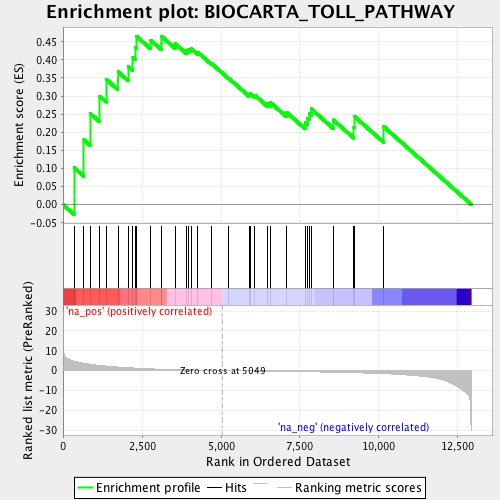 Enrichment plot: BIOCARTA_TOLL_PATHWAY
Enrichment score (ES)
0.45
0.40
0.35
0.30
0.25
0.20
0.15
0.10
0.05
0.00
-0.05
'na_pos' (positively correlated)
Ranked list metric (PreRanked)
30
20
10
0
-10
-20
-30
Zero cross at 5049
'na_neg' (negatively correlated)
0
2,500
5,000
7,500
10,000
12,500
Rank in Ordered Dataset
Enrichment profile
Hits
Ranking metric scores